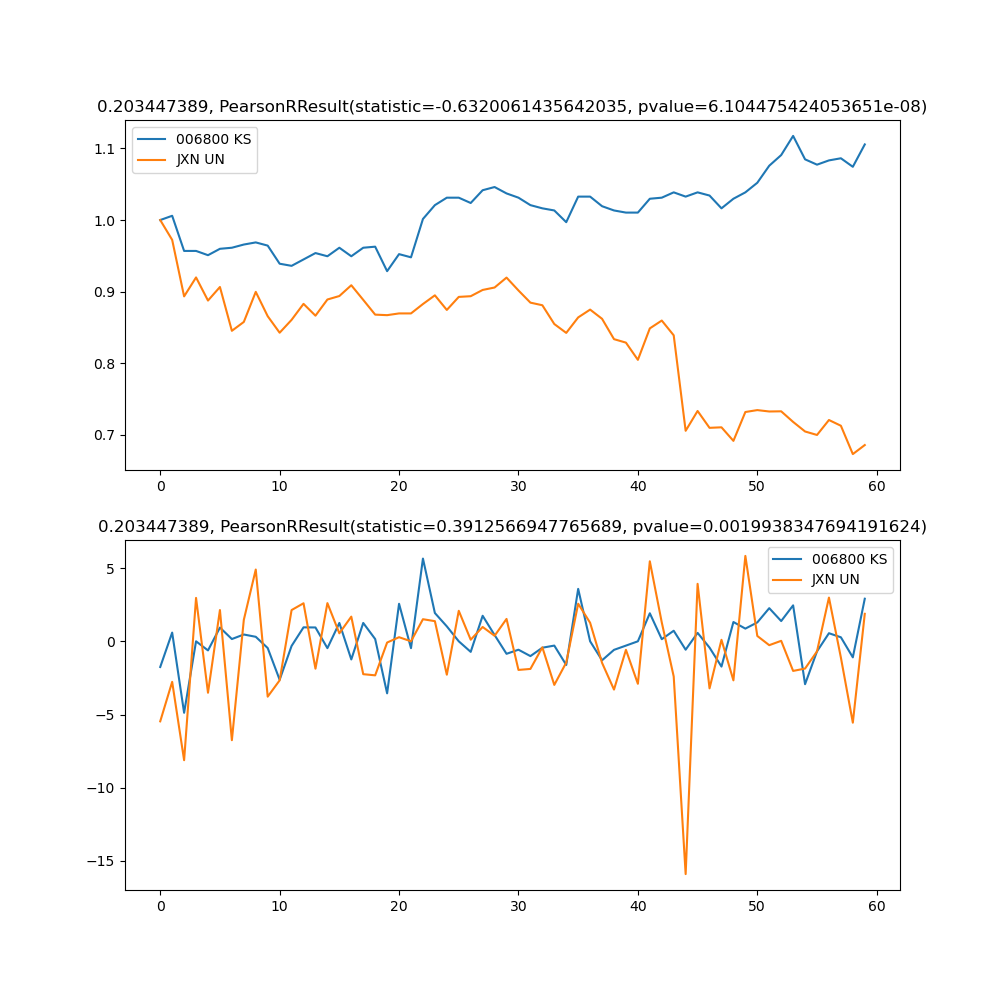 0.203447389, PearsonRResult(statistic=-0.6320061435642035, pvalue=6.104475424053651e-08)
006800 KS
JXN UN
1.1
1.0
0.9
0.8
0.7
0 10 20 30 40 50 60
0.203447389, PearsonRResult(statistic=0.3912566947765689, pvalue=0.0019938347694191624)
006800 KS
JXN UN
5
0
−5
−10
−15
0 10 20 30 40 50 60